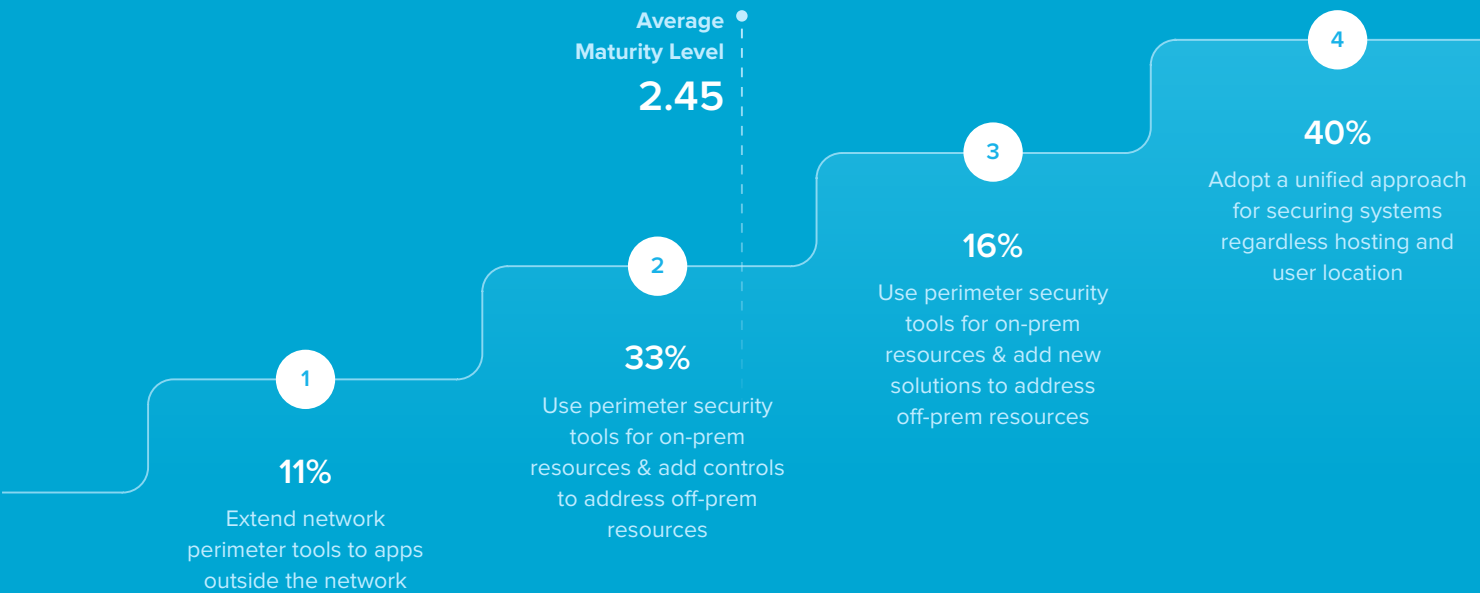 Average
Maturity Level
2.45
1
11%
Extend network
perimeter tools to apps
outside the network
2
33%
Use perimeter security
tools for on-prem
resources & add controls
to address off-prem
resources
3
16%
Use perimeter security
tools for on-prem
resources & add new
solutions to address
off-prem resources
4
40%
Adopt a unified approach
for securing systems
regardless hosting and
user location